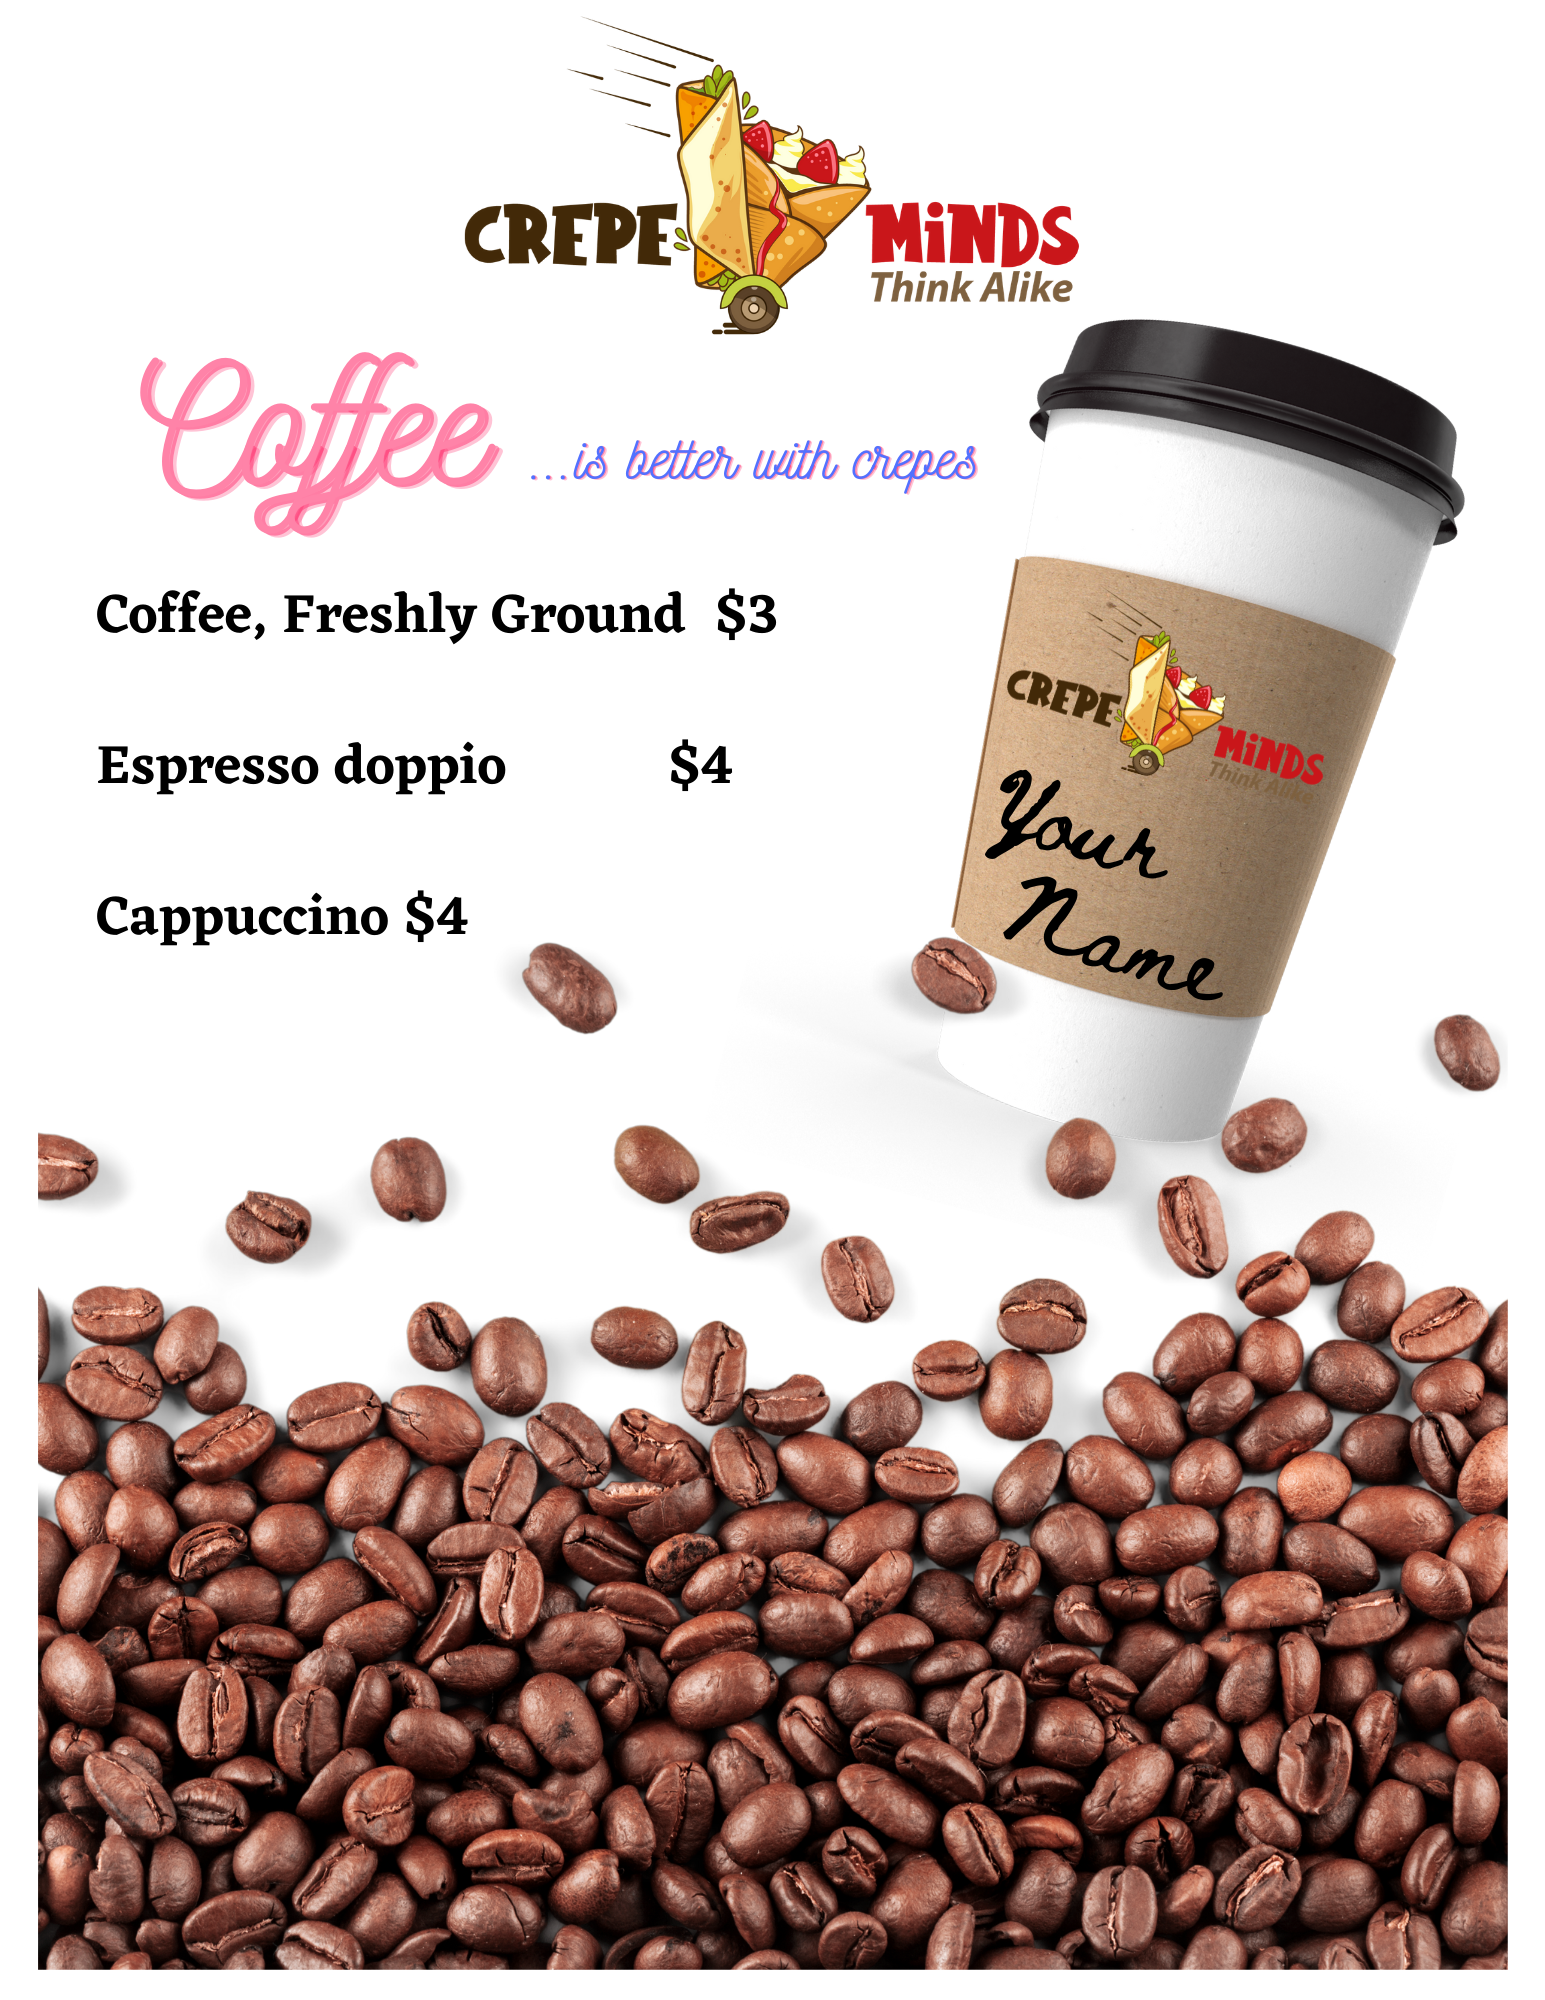 CREPE MiNDS
Think Alike
Coffee ...is better with crepes
Coffee, Freshly Ground $3
Espresso doppio $4
Cappuccino $4
CREPE MiNDS
Think Alike
Your
Name